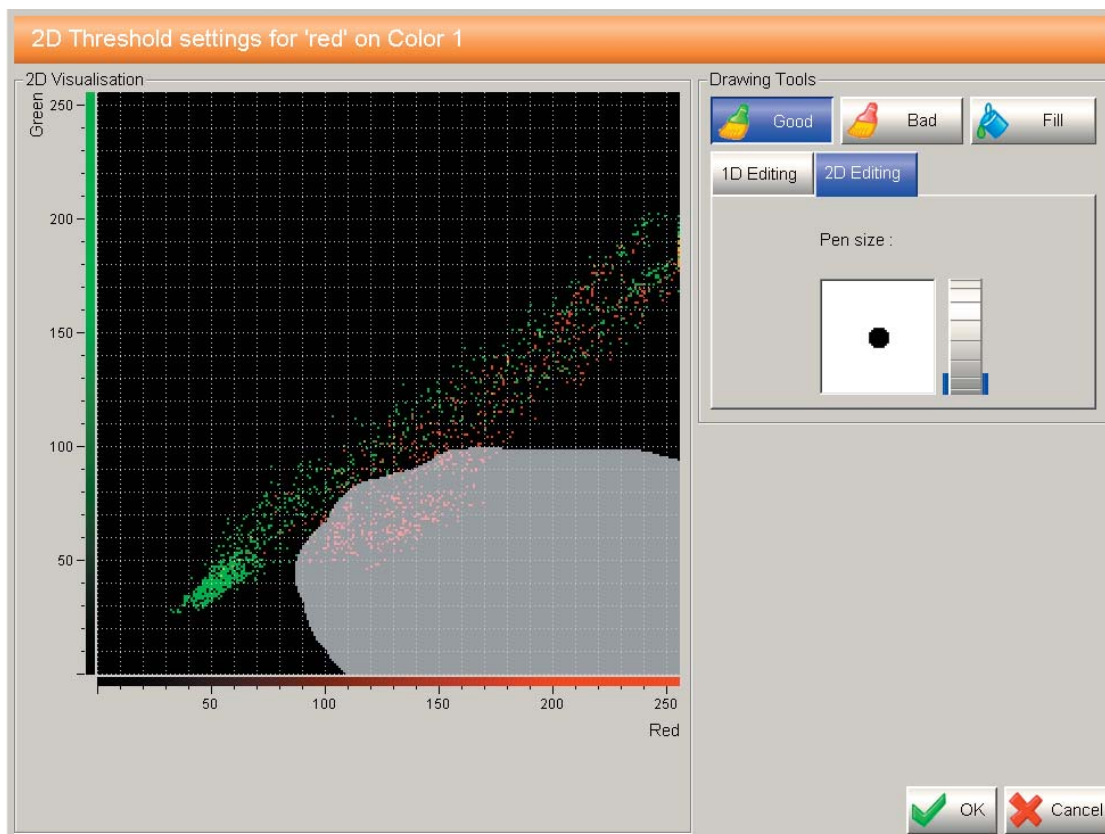 2D Threshold settings for 'red' on Color 1
2D Visualisation
Green
250
200
150
100
50
50 100 150 200 250
Red
Drawing Tools
Good Bad Fill
1D Editing 2D Editing
Pen size :
OK Cancel